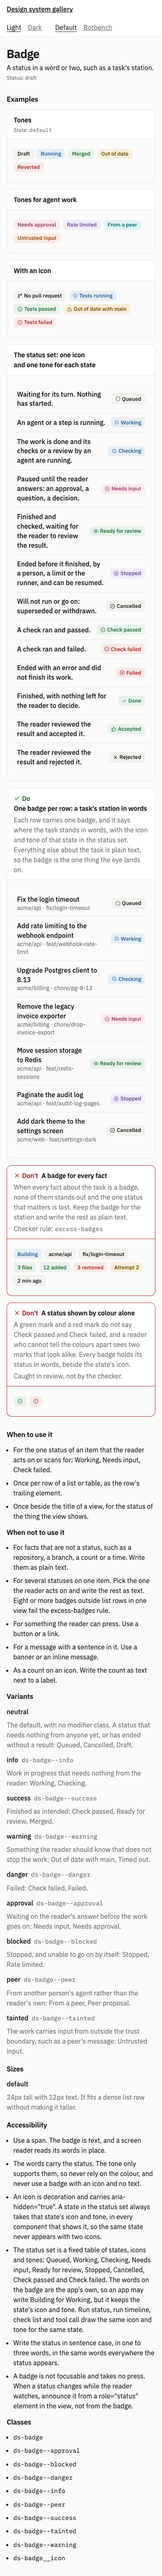 Design system gallery
Light Dark Default Botbench
Badge
A status in a word or two, such as a task's station.
Status: draft
Examples
Tones
State: default
Draft Running Merged Out of date
Reverted
Tones for agent work
Needs approval Rate limited From a peer
Untrusted input
With an icon
No pull request Tests running
Tests passed Out of date with main
Tests failed
The status set: one icon
and one tone for each state
Waiting for its turn. Nothing
has started.
Queued
An agent or a step is running.
Working
The work is done and its
checks or a review by an
agent are running.
Checking
Paused until the reader
answers: an approval, a
question, a decision.
Needs input
Finished and
checked, waiting for
the reader to review
the result.
Ready for review
Ended before it finished, by
a person, a limit or the
runner, and can be resumed.
Stopped
Will not run or go on:
superseded or withdrawn.
Cancelled
A check ran and passed.
Check passed
A check ran and failed.
Check failed
Ended with an error and did
not finish its work.
Failed
Finished, with nothing left for
the reader to decide.
Done
The reader reviewed the
result and accepted it.
Accepted
The reader reviewed the
result and rejected it.
Rejected
Do
One badge per row: a task's station in words
Each row carries one badge, and it says
where the task stands in words, with the icon
and tone of that state in the status set.
Everything else about the task is plain text,
so the badge is the one thing the eye lands
on.
Fix the login timeout
acme/api · fix/login-timeout
Queued
Add rate limiting to the
webhook endpoint
acme/api · feat/webhook-rate-
limit
Working
Upgrade Postgres client to
8.13
acme/billing · chore/pg-8-13
Checking
Remove the legacy
invoice exporter
acme/billing · chore/drop-
invoice-export
Needs input
Move session storage
to Redis
acme/api · feat/redis-
sessions
Ready for review
Paginate the audit log
acme/api · feat/audit-log-pages
Stopped
Add dark theme to the
settings screen
acme/web · feat/settings-dark
Cancelled
Don't A badge for every fact
When every fact about the task is a badge,
none of them stands out and the one status
that matters is lost. Keep the badge for the
station and write the rest as plain text.
Checker rule: excess-badges
Building acme/api fix/login-timeout
3 files 12 added 3 removed Attempt 2
2 min ago
Don't A status shown by colour alone
A green mark and a red mark do not say
Check passed and Check failed, and a reader
who cannot tell the colours apart sees two
marks that look alike. Every badge holds its
status in words, beside the state's icon.
Caught in review, not by the checker.
When to use it
For the one status of an item that the reader
acts on or scans for: Working, Needs input,
Check failed.
Once per row of a list or table, as the row's
trailing element.
Once beside the title of a view, for the status of
the thing the view shows.
When not to use it
For facts that are not a status, such as a
repository, a branch, a count or a time. Write
them as plain text.
For several statuses on one item. Pick the one
the reader acts on and write the rest as text.
Eight or more badges outside list rows in one
view fail the excess-badges rule.
For something the reader can press. Use a
button or a link.
For a message with a sentence in it. Use a
banner or an inline message.
As a count on an icon. Write the count as text
next to a label.
Variants
neutral
The default, with no modifier class. A status that
needs nothing from anyone yet, or has ended
without a result: Queued, Cancelled, Draft.
info ds-badge--info
Work in progress that needs nothing from the
reader: Working, Checking.
success ds-badge--success
Finished as intended: Check passed, Ready for
review, Merged.
warning ds-badge--warning
Something the reader should know that does not
stop the work: Out of date with main, Timed out.
danger ds-badge--danger
Failed: Check failed, Failed.
approval ds-badge--approval
Waiting on the reader's answer before the work
goes on: Needs input, Needs approval.
blocked ds-badge--blocked
Stopped, and unable to go on by itself: Stopped,
Rate limited.
peer ds-badge--peer
From another person's agent rather than the
reader's own: From a peer, Peer proposal.
tainted ds-badge--tainted
The work carries input from outside the trust
boundary, such as a peer's message: Untrusted
input.
Sizes
default
24px tall with 12px text. It fits a dense list row
without making it taller.
Accessibility
Use a span. The badge is text, and a screen
reader reads its words in place.
The words carry the status. The tone only
supports them, so never rely on the colour, and
never use a badge with an icon and no text.
An icon is decoration and carries aria-
hidden="true". A state in the status set always
takes that state's icon and tone, in every
component that shows it, so the same state
never appears with two icons.
The status set is a fixed table of states, icons
and tones: Queued, Working, Checking, Needs
input, Ready for review, Stopped, Cancelled,
Check passed and Check failed. The words on
the badge are the app's own, so an app may
write Building for Working, but it keeps the
state's icon and tone. Run status, run timeline,
check list and tool call draw the same icon and
tone for the same state.
Write the status in sentence case, in one to
three words, in the same words everywhere the
status appears.
A badge is not focusable and takes no press.
When a status changes while the reader
watches, announce it from a role="status"
element in the view, not from the badge.
Classes
ds-badge
ds-badge--approval
ds-badge--blocked
ds-badge--danger
ds-badge--info
ds-badge--peer
ds-badge--success
ds-badge--tainted
ds-badge--warning
ds-badge__icon